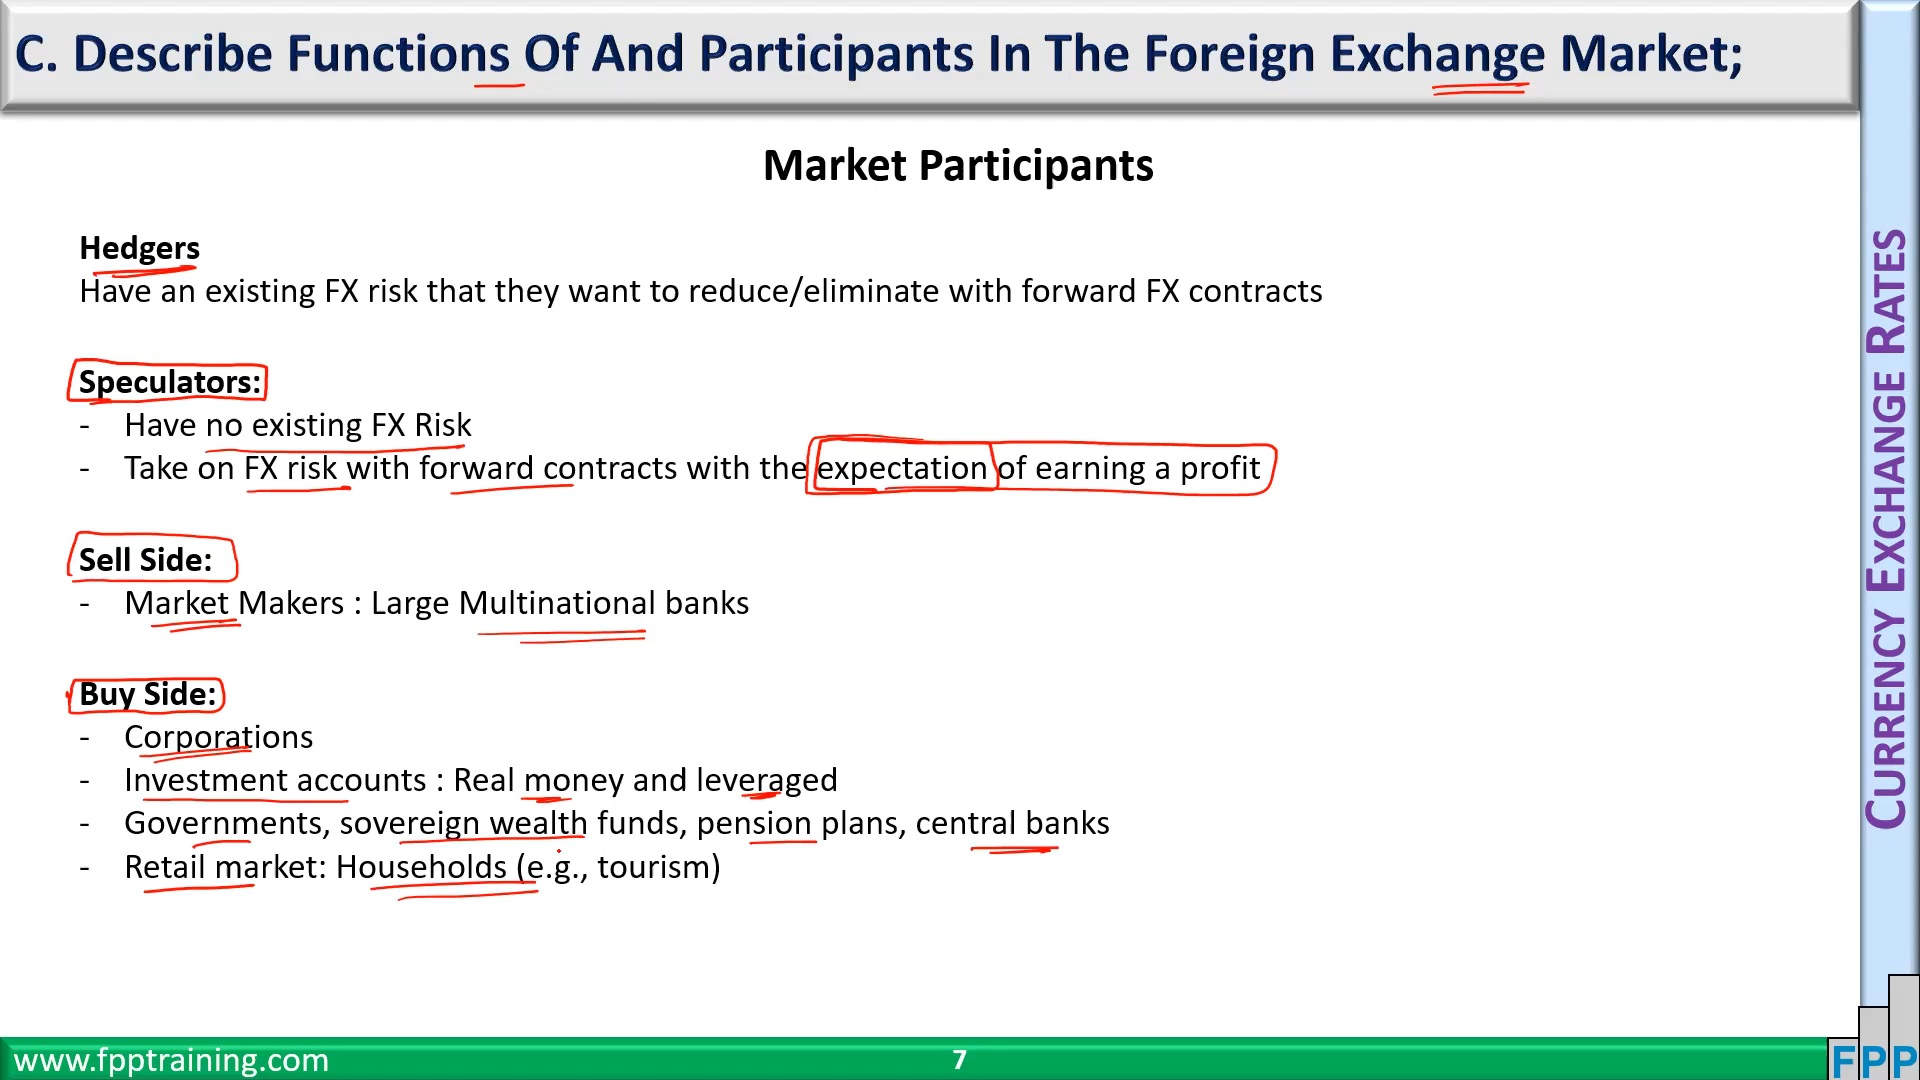 C. Describe Functions Of And Participants In The Foreign Exchange Market;
Market Participants
Hedgers
Have an existing FX risk that they want to reduce/eliminate with forward FX contracts
Speculators:
- Have no existing FX Risk
- Take on FX risk with forward contracts with the expectation of earning a profit
Sell Side:
- Market Makers : Large Multinational banks
Buy Side:
- Corporations
- Investment accounts : Real money and leveraged
- Governments, sovereign wealth funds, pension plans, central banks
- Retail market: Households (e.g., tourism)
CURRENCY EXCHANGE RATES
www.fpptraining.com
7
FPP